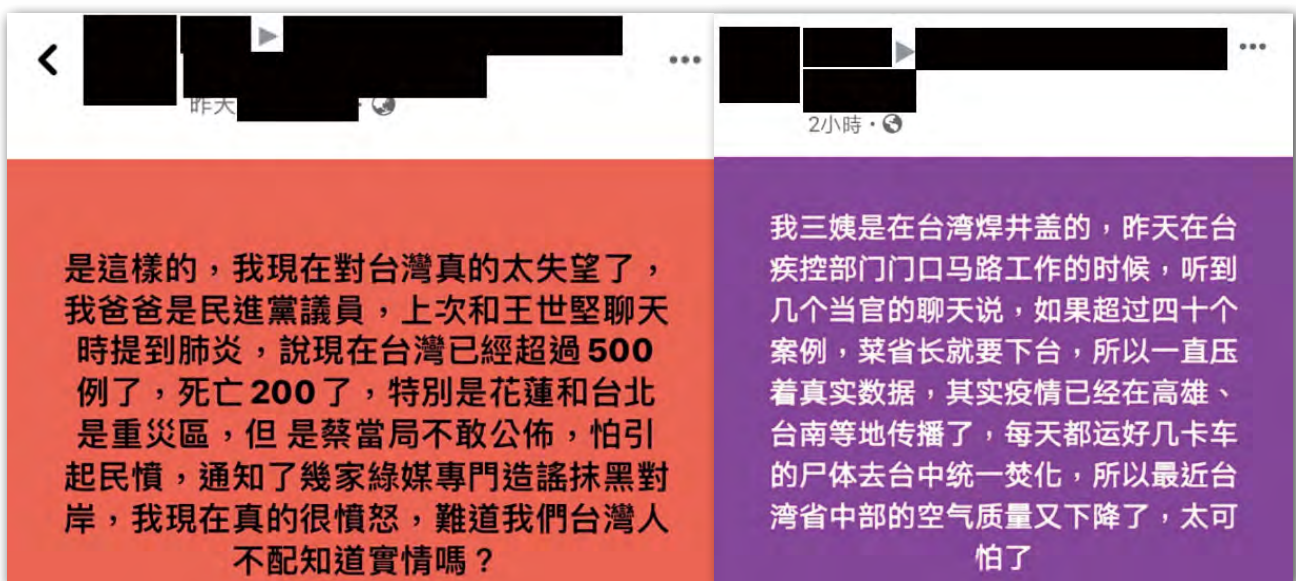 昨天
是這樣的，我現在對台灣真的太失望了，
我爸爸是民進黨議員，上次和王世堅聊天
時提到肺炎，說現在台灣已經超過500
例了，死亡200了，特別是花蓮和台北
是重災區，但 是蔡當局不敢公佈，怕引
起民憤，通知了幾家綠媒專門造謠抹黑對
岸，我現在真的很憤怒，難道我們台灣人
不配知道實情嗎？
2小時・
我三姨是在台湾焊井盖的，昨天在台
疾控部门门口马路工作的时候，听到
几个当官的聊天说，如果超过四十个
案例，菜省长就要下台，所以一直压
着真实数据，其实疫情已经在高雄、
台南等地传播了，每天都运好几卡车
的尸体去台中统一焚化，所以最近台
湾省中部的空气质量又下降了，太可
怕了